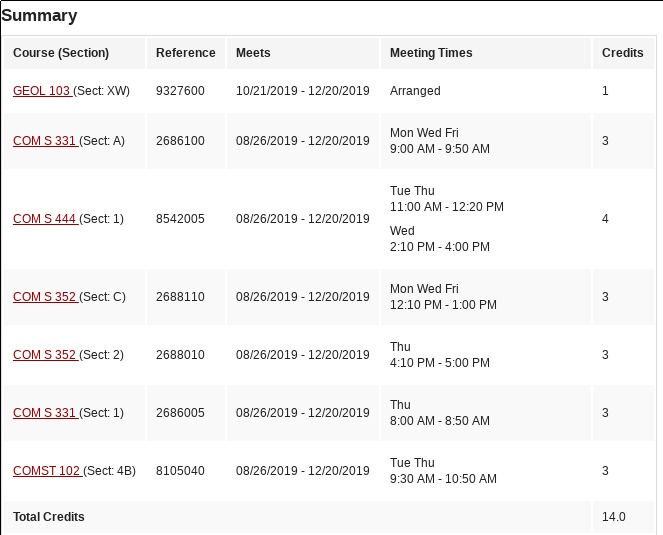 Summary
Course (Section) Reference Meets Meeting Times Credits
GEOL 103 (Sect: XW) 9327600 10/21/2019 - 12/20/2019 Arranged 1
COM S 331 (Sect: A) 2686100 08/26/2019 - 12/20/2019 Mon Wed Fri 3
9:00 AM - 9:50 AM
COM S 444 (Sect: 1) 8542005 08/26/2019 - 12/20/2019 Tue Thu 4
11:00 AM - 12:20 PM
Wed
2:10 PM - 4:00 PM
COM S 352 (Sect: C) 2688110 08/26/2019 - 12/20/2019 Mon Wed Fri 3
12:10 PM - 1:00 PM
COM S 352 (Sect: 2) 2688010 08/26/2019 - 12/20/2019 Thu 3
4:10 PM - 5:00 PM
COM S 331 (Sect: 1) 2686005 08/26/2019 - 12/20/2019 Thu 3
8:00 AM - 8:50 AM
COMST 102 (Sect: 4B) 8105040 08/26/2019 - 12/20/2019 Tue Thu 3
9:30 AM - 10:50 AM
Total Credits 14.0